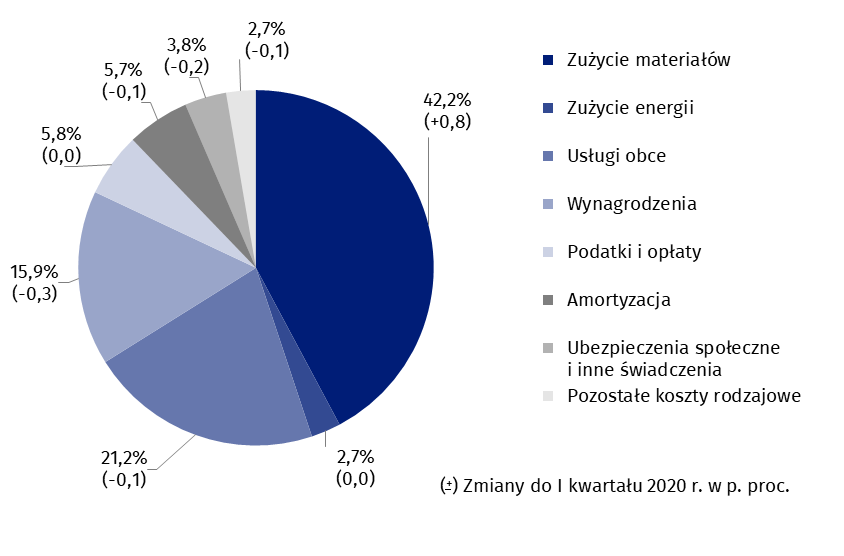 2,7%
(-0,1)
3,8%
(-0,2)
5,7%
(-0,1)
42,2%
(+0,8)
5,8%
(0,0)
15,9%
(-0,3)
21,2%
(-0,1)
2,7%
(0,0)
Zużycie materiałów
Zużycie energii
Usługi obce
Wynagrodzenia
Podatki i opłaty
Amortyzacja
Ubezpieczenia społeczne
i inne świadczenia
Pozostałe koszty rodzajowe
(±) Zmiany do I kwartału 2020 r. w p. proc.